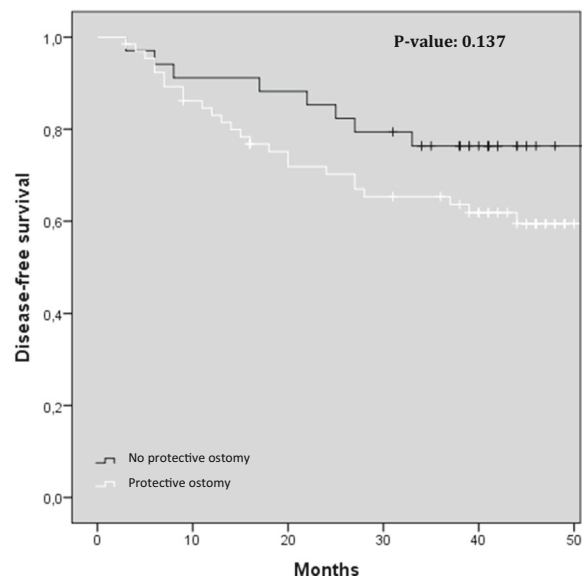 P-value: 0.137
Disease-free survival
1,0
0,8
0,6
0,4
0,2
0,0
No protective ostomy
Protective ostomy
0 10 20 30 40 50
Months